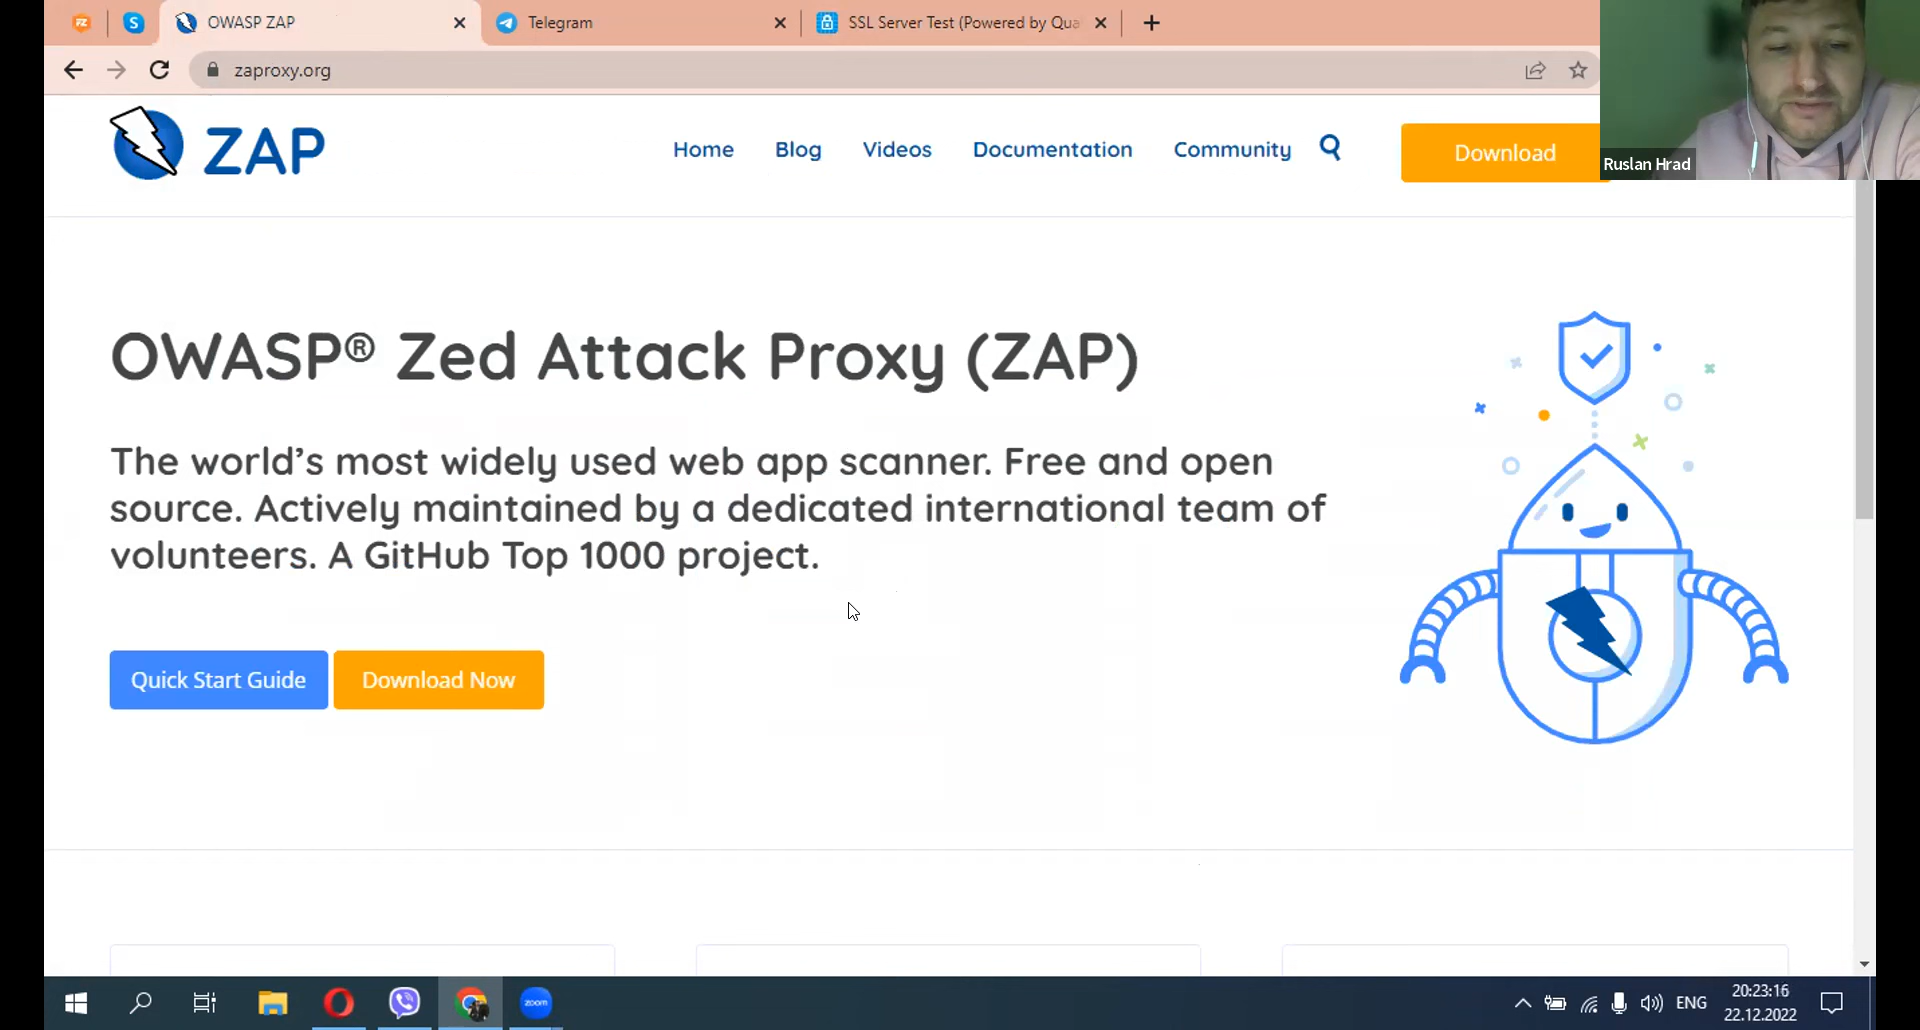 OWASP ZAP
Telegram
SSL Server Test (Powered by Qua
zaproxy.org
ZAP
Home
Blog
Videos
Documentation
Community
Download
Ruslan Hrad
OWASP® Zed Attack Proxy (ZAP)
The world’s most widely used web app scanner. Free and open
source. Actively maintained by a dedicated international team of
volunteers. A GitHub Top 1000 project.
Quick Start Guide
Download Now
zoom
ENG
20:23:16
22.12.2022